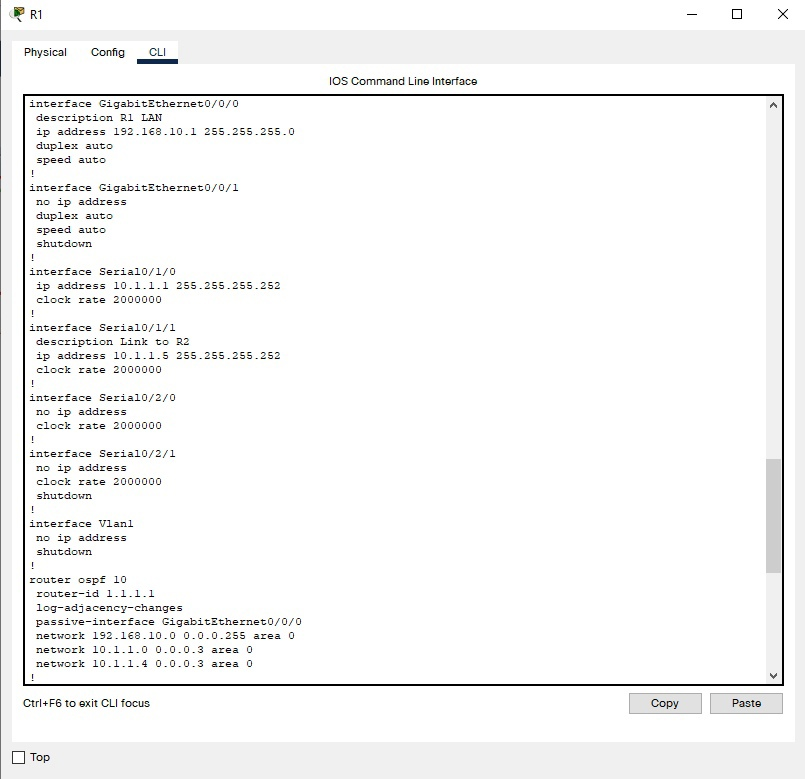 R1
Physical Config CLI
IOS Command Line Interface
interface GigabitEthernet0/0/0
description R1 LAN
ip address 192.168.10.1 255.255.255.0
duplex auto
speed auto
!
interface GigabitEthernet0/0/1
no ip address
duplex auto
speed auto
shutdown
!
interface Serial0/1/0
ip address 10.1.1.1 255.255.255.252
clock rate 2000000
!
interface Serial0/1/1
description Link to R2
ip address 10.1.1.5 255.255.255.252
clock rate 2000000
!
interface Serial0/2/0
no ip address
clock rate 2000000
!
interface Serial0/2/1
no ip address
clock rate 2000000
shutdown
!
interface Vlan1
no ip address
shutdown
!
router ospf 10
router-id 1.1.1.1
log-adjacency-changes
passive-interface GigabitEthernet0/0/0
network 192.168.10.0 0.0.0.255 area 0
network 10.1.1.0 0.0.0.3 area 0
network 10.1.1.4 0.0.0.3 area 0
!
Ctrl+F6 to exit CLI focus
Copy Paste
Top